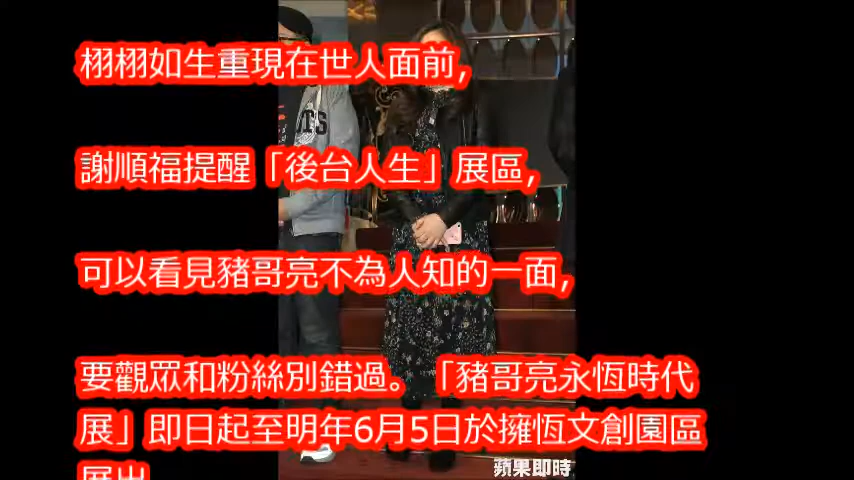 栩栩如生重現在世人面前,
謝順福提醒「後台人生」展區,
可以看見豬哥亮不為人知的一面,
要觀眾和粉絲別錯過。「豬哥亮永恆時代
展」即日起至明年6月5日於擁恆文創園區
展出
蘋果即時